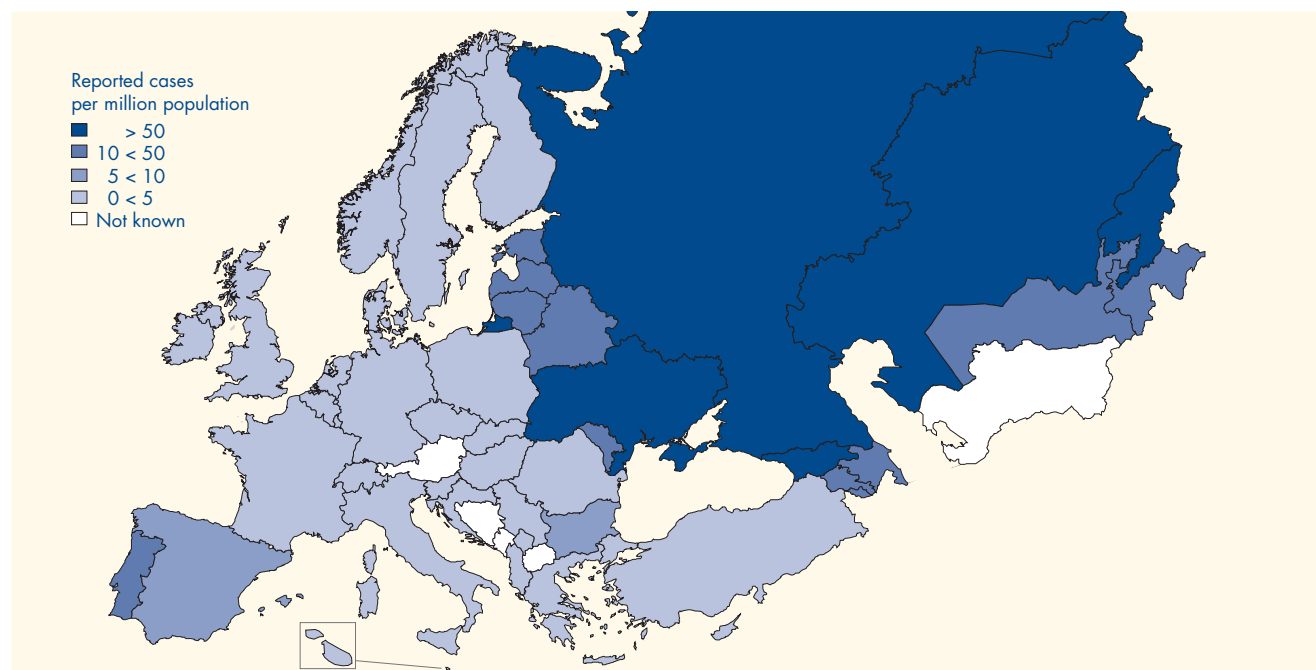 Reported cases
per million population
> 50
10 < 50
5 < 10
0 < 5
Not known